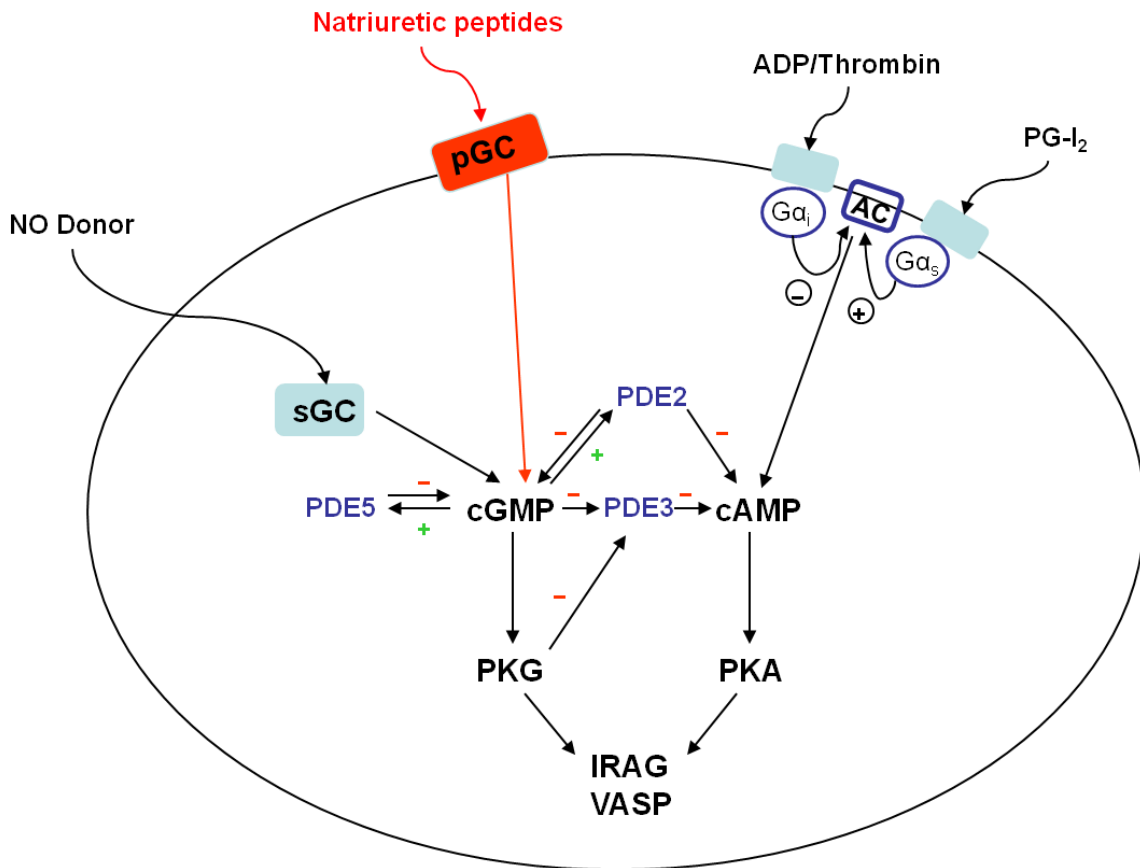 Natriuretic peptides
ADP/Thrombin
PG-I₂
pGC
NO Donor
Gαᵢ
AC
Gαₛ
-
+
sGC
PDE2
-
+
-
PDE5
-
+
cGMP
-
PDE3
-
cAMP
-
PKG
PKA
IRAG
VASP